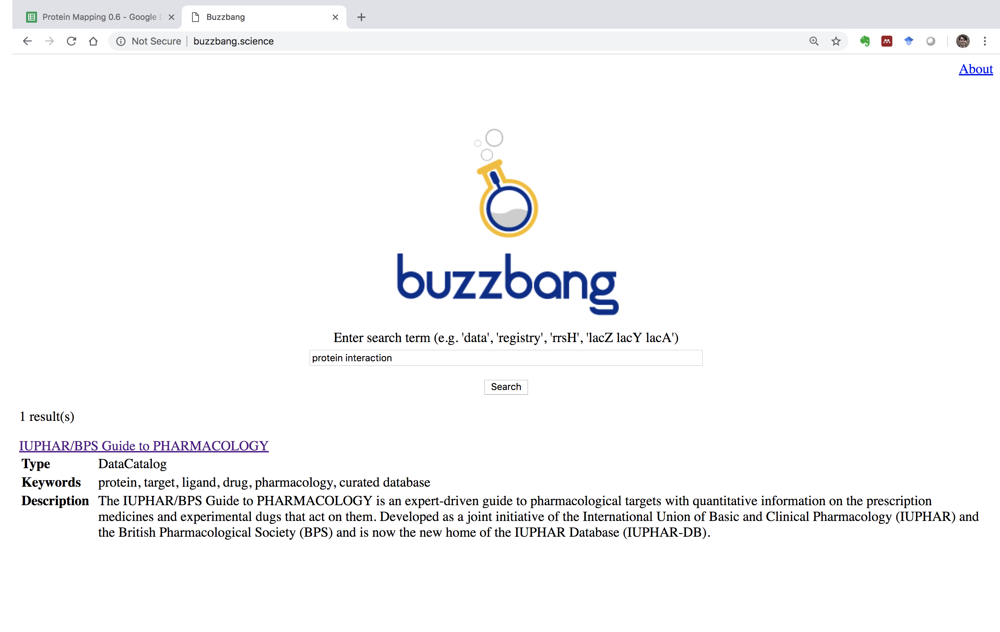 Protein Mapping 0.6 - Google
Buzzbang
Not Secure
buzzbang.science
About
buzzbang
Enter search term (e.g. 'data', 'registry', 'rrsH', 'lacZ lacY lacA')
protein interaction
Search
1 result(s)
IUPHAR/BPS Guide to PHARMACOLOGY
Type DataCatalog
Keywords protein, target, ligand, drug, pharmacology, curated database
Description The IUPHAR/BPS Guide to PHARMACOLOGY is an expert-driven guide to pharmacological targets with quantitative information on the prescription
medicines and experimental dugs that act on them. Developed as a joint initiative of the International Union of Basic and Clinical Pharmacology (IUPHAR) and
the British Pharmacological Society (BPS) and is now the new home of the IUPHAR Database (IUPHAR-DB).